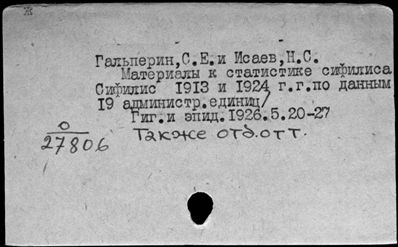 ж
Гальперин,С.Е.и Исаев,Н.С.
Материалы к статистике сифилиса
Сифилис 1913 и 1924 г.г.по данным
19 администр.единиц/
Гиг.и эпид.1926.5.20-27
О
27806
Также отд.отт.